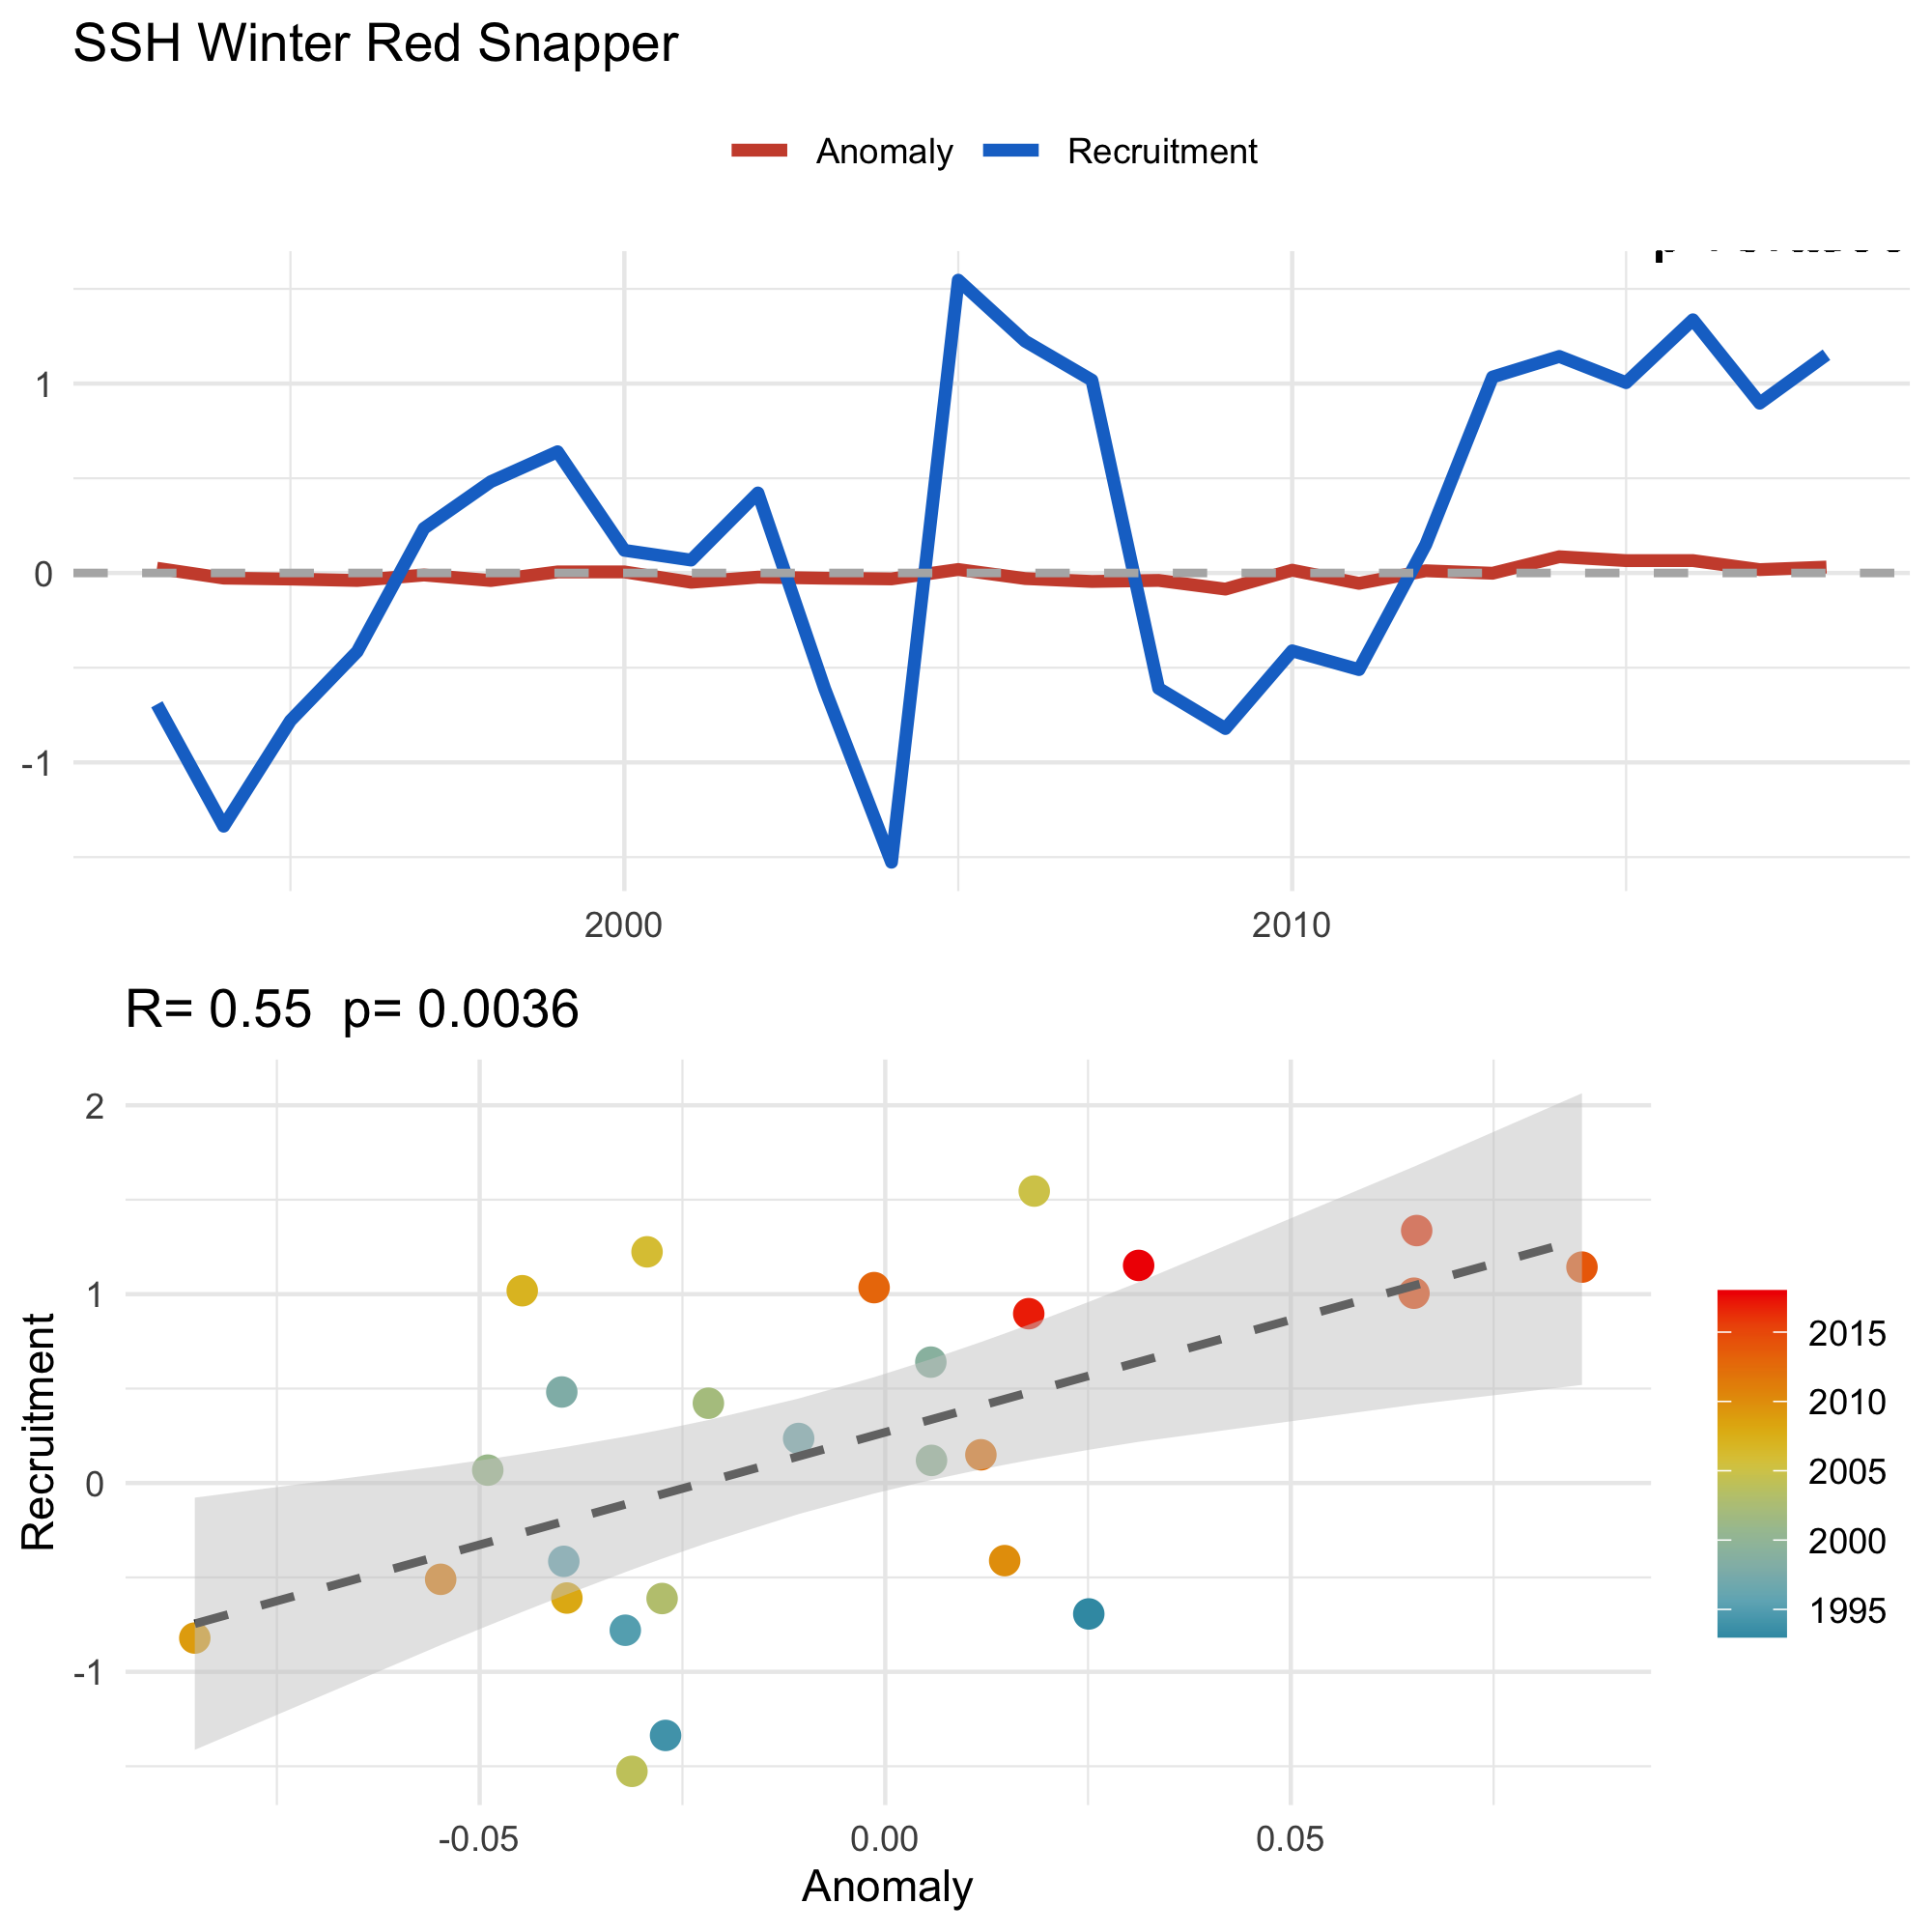 SSH Winter Red Snapper
Anomaly Recruitment
1
0
-1
2000 2010
R= 0.55 p= 0.0036
2
1
0
-1
Recruitment
-0.05 0.00 0.05
Anomaly
2015
2010
2005
2000
1995